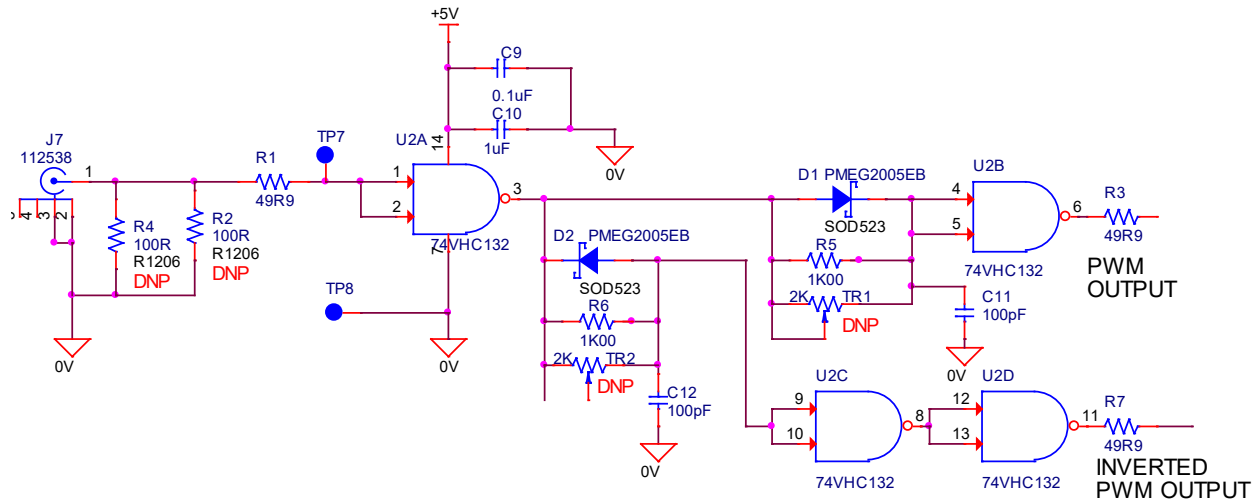 +5V
C9
0.1uF
C10
1uF
0V
14
J7
112538
1
4
3
2
R4
100R
R1206
DNP
R2
100R
R1206
DNP
0V
R1
49R9
TP7
TP8
U2A
1
2
3
7
74VHC132
0V
D2
PMEG2005EB
SOD523
R6
1K00
2K
TR2
DNP
C12
100pF
0V
D1
PMEG2005EB
SOD523
R5
1K00
2K
TR1
DNP
C11
100pF
0V
U2B
4
5
6
74VHC132
R3
49R9
PWM
OUTPUT
U2C
9
10
8
74VHC132
U2D
12
13
11
74VHC132
R7
49R9
INVERTED
PWM OUTPUT